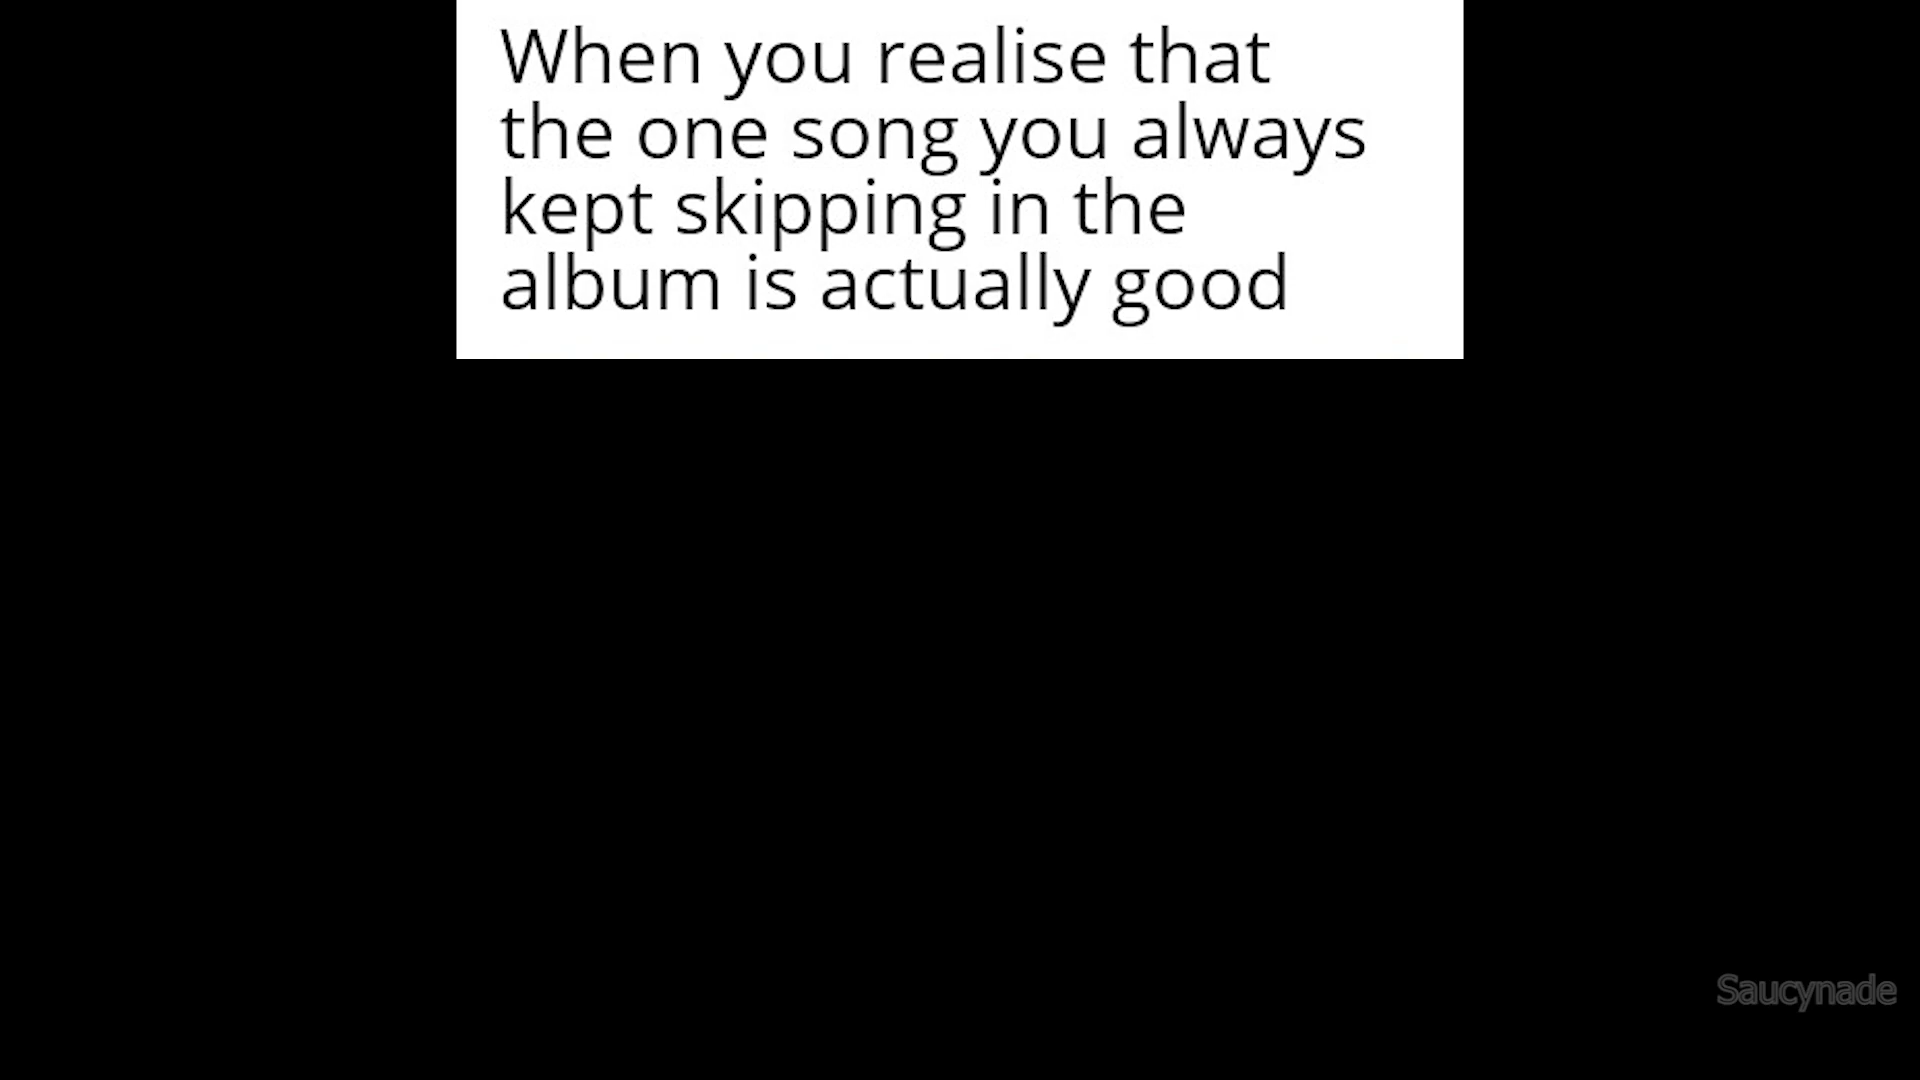 When you realise that
the one song you always
kept skipping in the
album is actually good
Saucynade